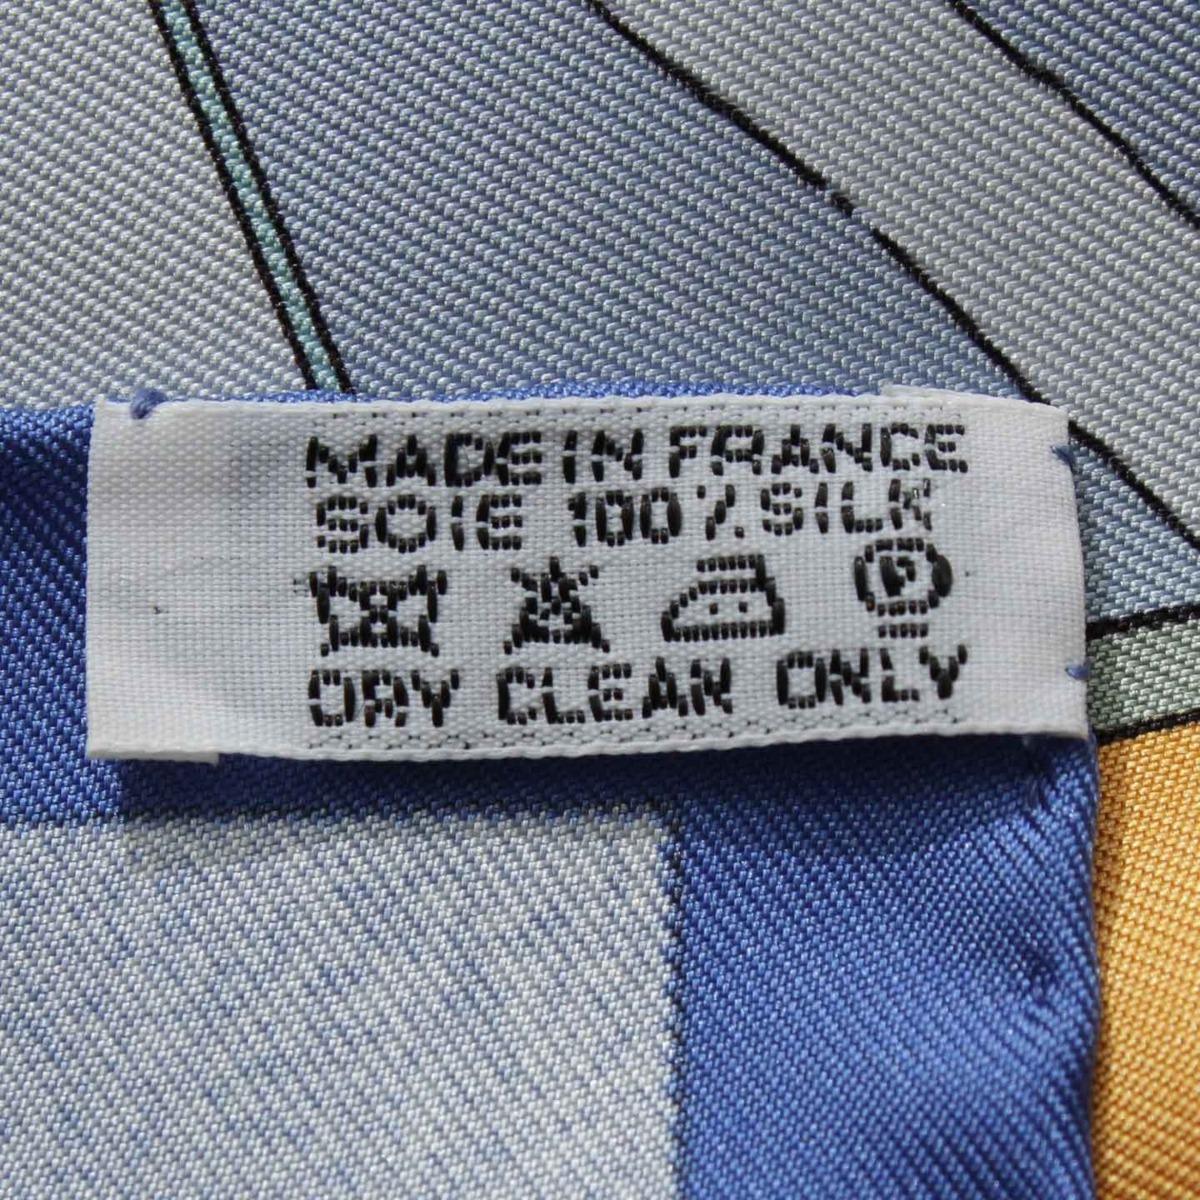 MADE IN FRANCE
SOIE 100% SILK
P
DRY CLEAN ONLY